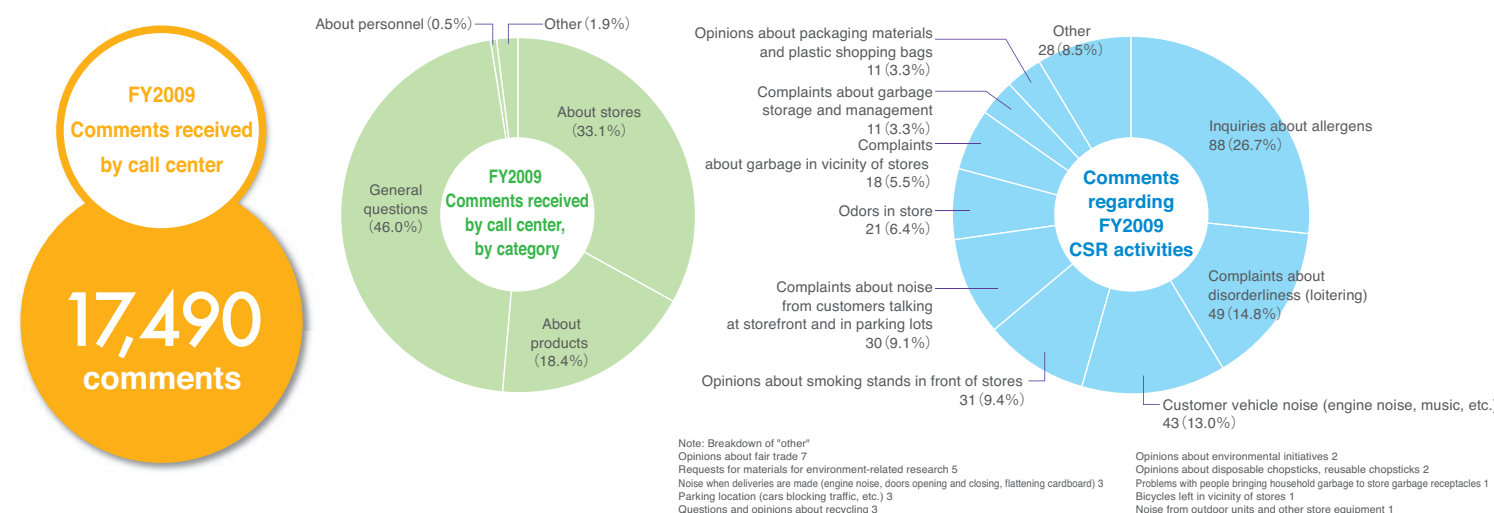 FY2009
Comments received
by call center
17,490
comments
About personnel (0.5%)
Other (1.9%)
About stores
(33.1%)
General
questions
(46.0%)
About
products
(18.4%)
FY2009
Comments received
by call center,
by category
Opinions about packaging materials
and plastic shopping bags
11 (3.3%)
Complaints about garbage
storage and management
11 (3.3%)
Complaints
about garbage in vicinity of stores
18 (5.5%)
Odors in store
21 (6.4%)
Complaints about noise
from customers talking
at storefront and in parking lots
30 (9.1%)
Opinions about smoking stands in front of stores
31 (9.4%)
Other
28 (8.5%)
Inquiries about allergens
88 (26.7%)
Complaints about
disorderliness (loitering)
49 (14.8%)
Customer vehicle noise (engine noise, music, etc.)
43 (13.0%)
Comments
regarding
FY2009
CSR activities
Note: Breakdown of "other"
Opinions about fair trade 7
Requests for materials for environment-related research 5
Noise when deliveries are made (engine noise, doors opening and closing, flattening cardboard) 3
Parking location (cars blocking traffic, etc.) 3
Questions and opinions about recycling 3
Opinions about environmental initiatives 2
Opinions about disposable chopsticks, reusable chopsticks 2
Problems with people bringing household garbage to store garbage receptacles 1
Bicycles left in vicinity of stores 1
Noise from outdoor units and other store equipment 1